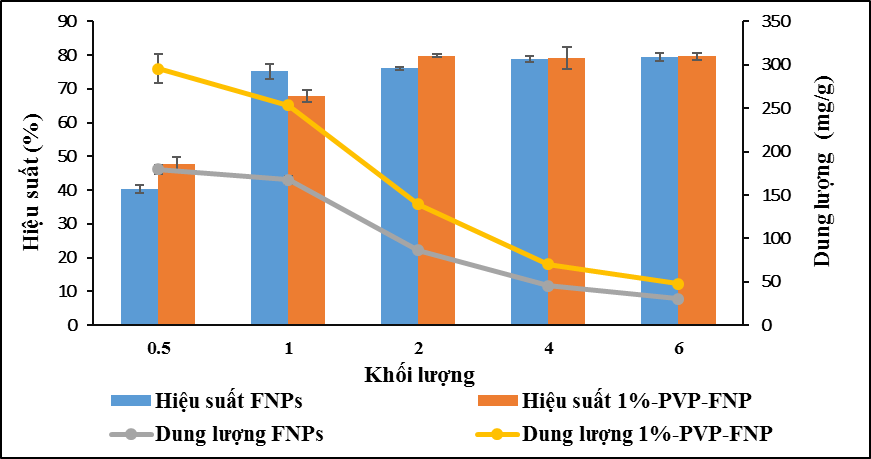 Hiệu suất (%)
90
80
70
60
50
40
30
20
10
0
350
300
250
200
150
100
50
0
Dung lượng (mg/g)
0.5 1 2 4 6
Khối lượng
Hiệu suất FNPs
Hiệu suất 1%-PVP-FNP
Dung lượng FNPs
Dung lượng 1%-PVP-FNP